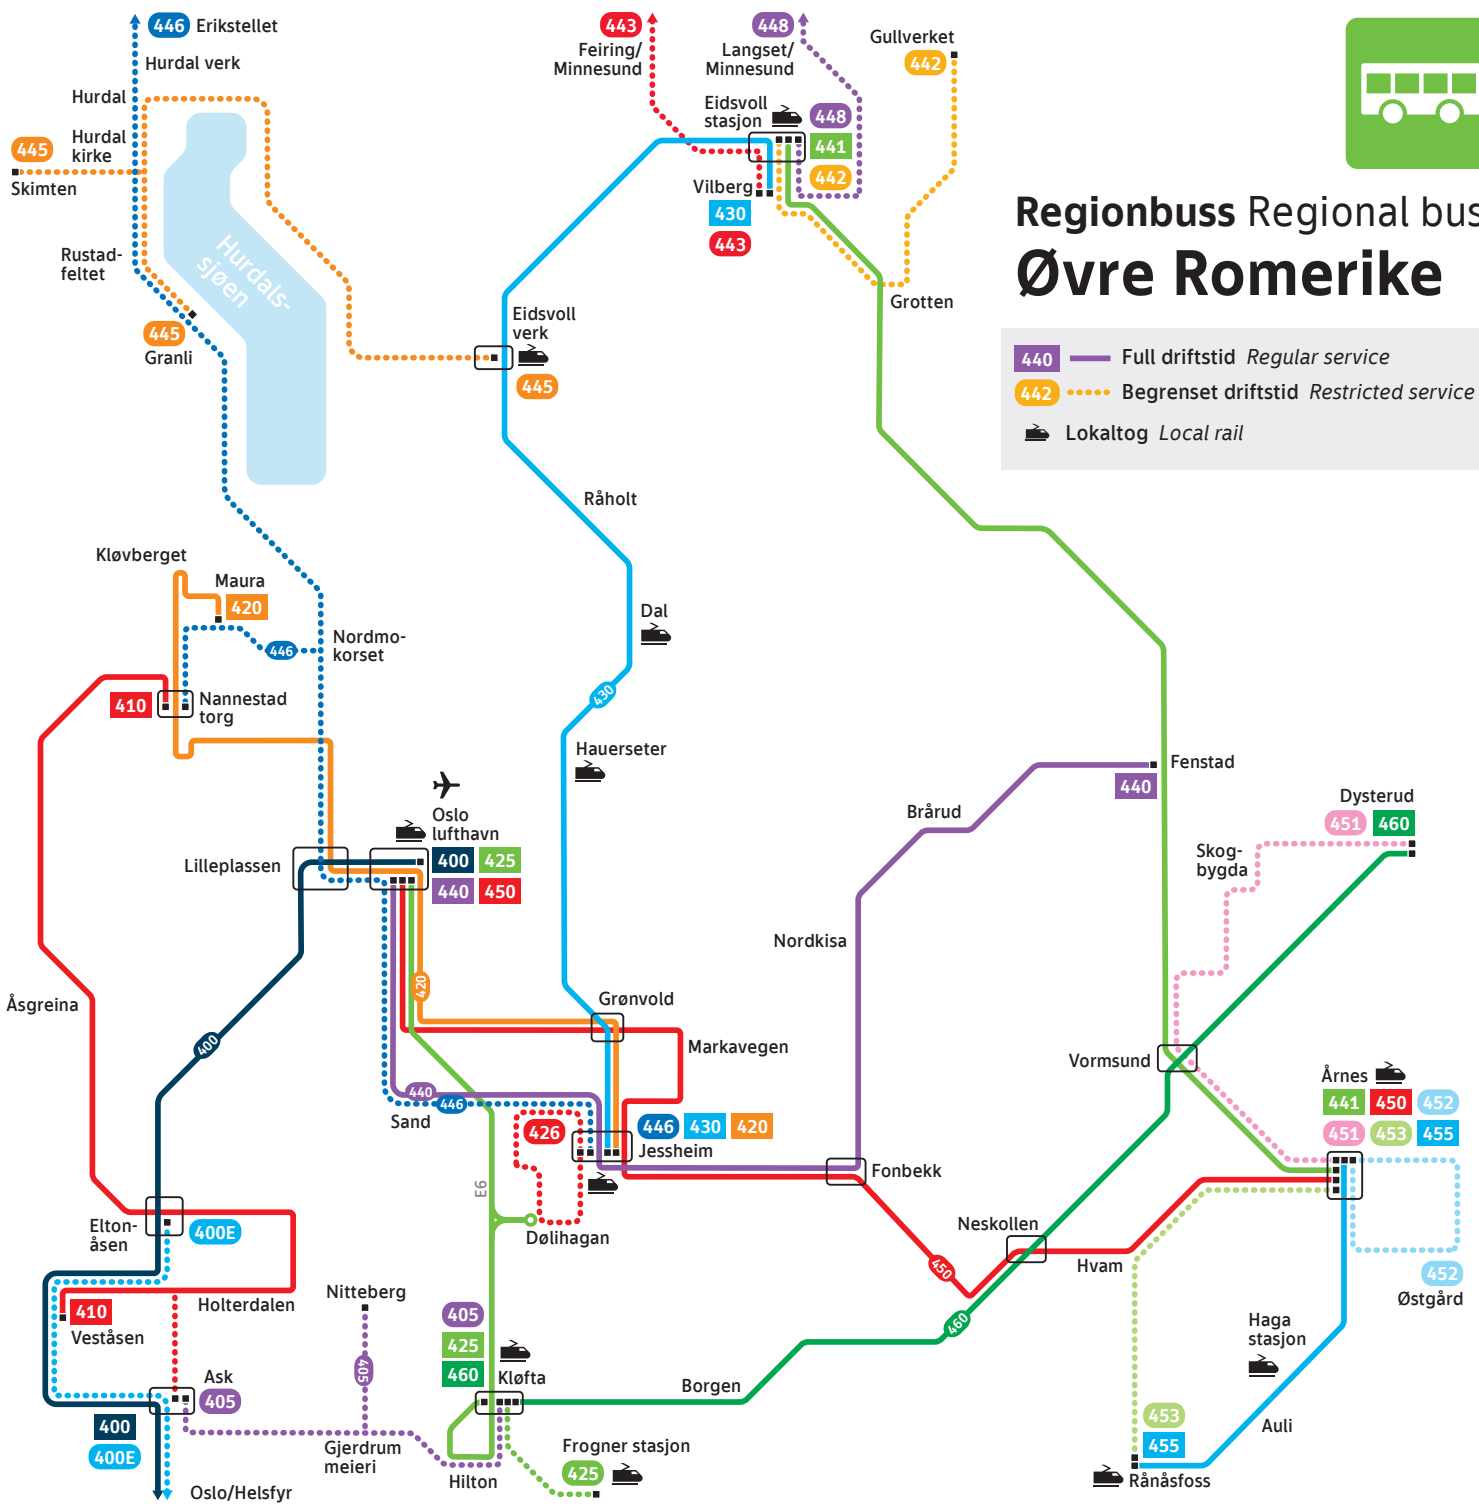 446 Erikstellet
Hurdal verk
Hurdal
Hurdal
kirke
445
Skimten
Rustad-
feltet
445
Granli
Hurdals-
sjøen
443
Feiring/
Minnesund
448
Langset/
Minnesund
Gullverket
442
Eidsvoll
stasjon
448
441
442
Vilberg
430
443
Grotten
Regionbuss Regional bus
Øvre Romerike
440 Full driftstid Regular service
442 Begrenset driftstid Restricted service
Lokaltog Local rail
Eidsvoll
verk
445
Råholt
Dal
430
Hauerseter
Kløvberget
Maura
420
446
Nordmo-
korset
410
Nannestad
torg
Oslo
lufthavn
400 425
440 450
Lilleplassen
420
Åsgreina
400
Grønvold
Markavegen
440
446
Sand
426
446 430 420
Jessheim
E6
Dølihagan
Fenstad
440
Brårud
Nordkisa
Fonbekk
Dysterud
451 460
Skog-
bygda
Vormsund
Årnes
441 450 452
451 453 455
Neskollen
450
Hvam
460
452
Østgård
Haga
stasjon
Auli
453
455
Rånåsfoss
Elton-
åsen
400E
410
Veståsen
Holterdalen
Nitteberg
405
Ask
405
400
400E
Oslo/Helsfyr
Gjerdrum
meieri
405
425
460
Kløfta
Hilton
Borgen
Frogner stasjon
425